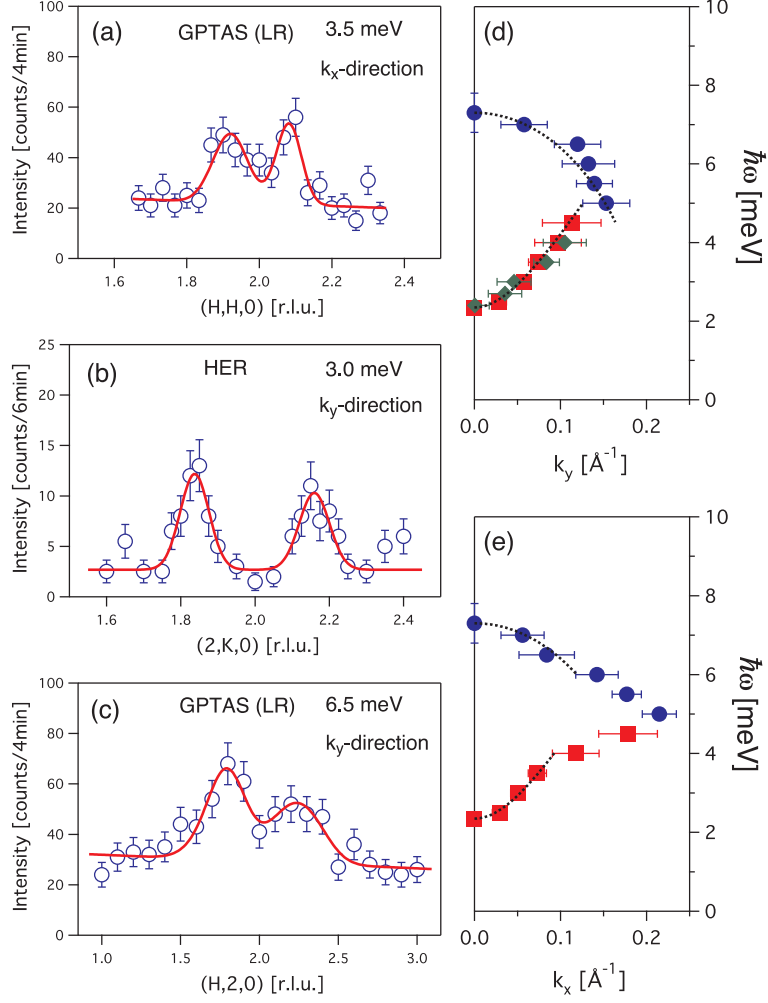 (a) GPTAS (LR) 3.5 meV
kx-direction
Intensity [counts/4min]
100
80
60
40
20
0
1.6 1.8 2.0 2.2 2.4
(H,H,0) [r.l.u.]
(b) HER 3.0 meV
ky-direction
Intensity [counts/6min]
25
20
15
10
5
0
1.6 1.8 2.0 2.2 2.4
(2,K,0) [r.l.u.]
(c) GPTAS (LR) 6.5 meV
ky-direction
Intensity [counts/4min]
100
80
60
40
20
0
1.0 1.5 2.0 2.5 3.0
(H,2,0) [r.l.u.]
(d)
10
8
6
4
2
0
ℏω [meV]
0.0 0.1 0.2
ky [Å⁻¹]
(e)
10
8
6
4
2
0
ℏω [meV]
0.0 0.1 0.2
kx [Å⁻¹]